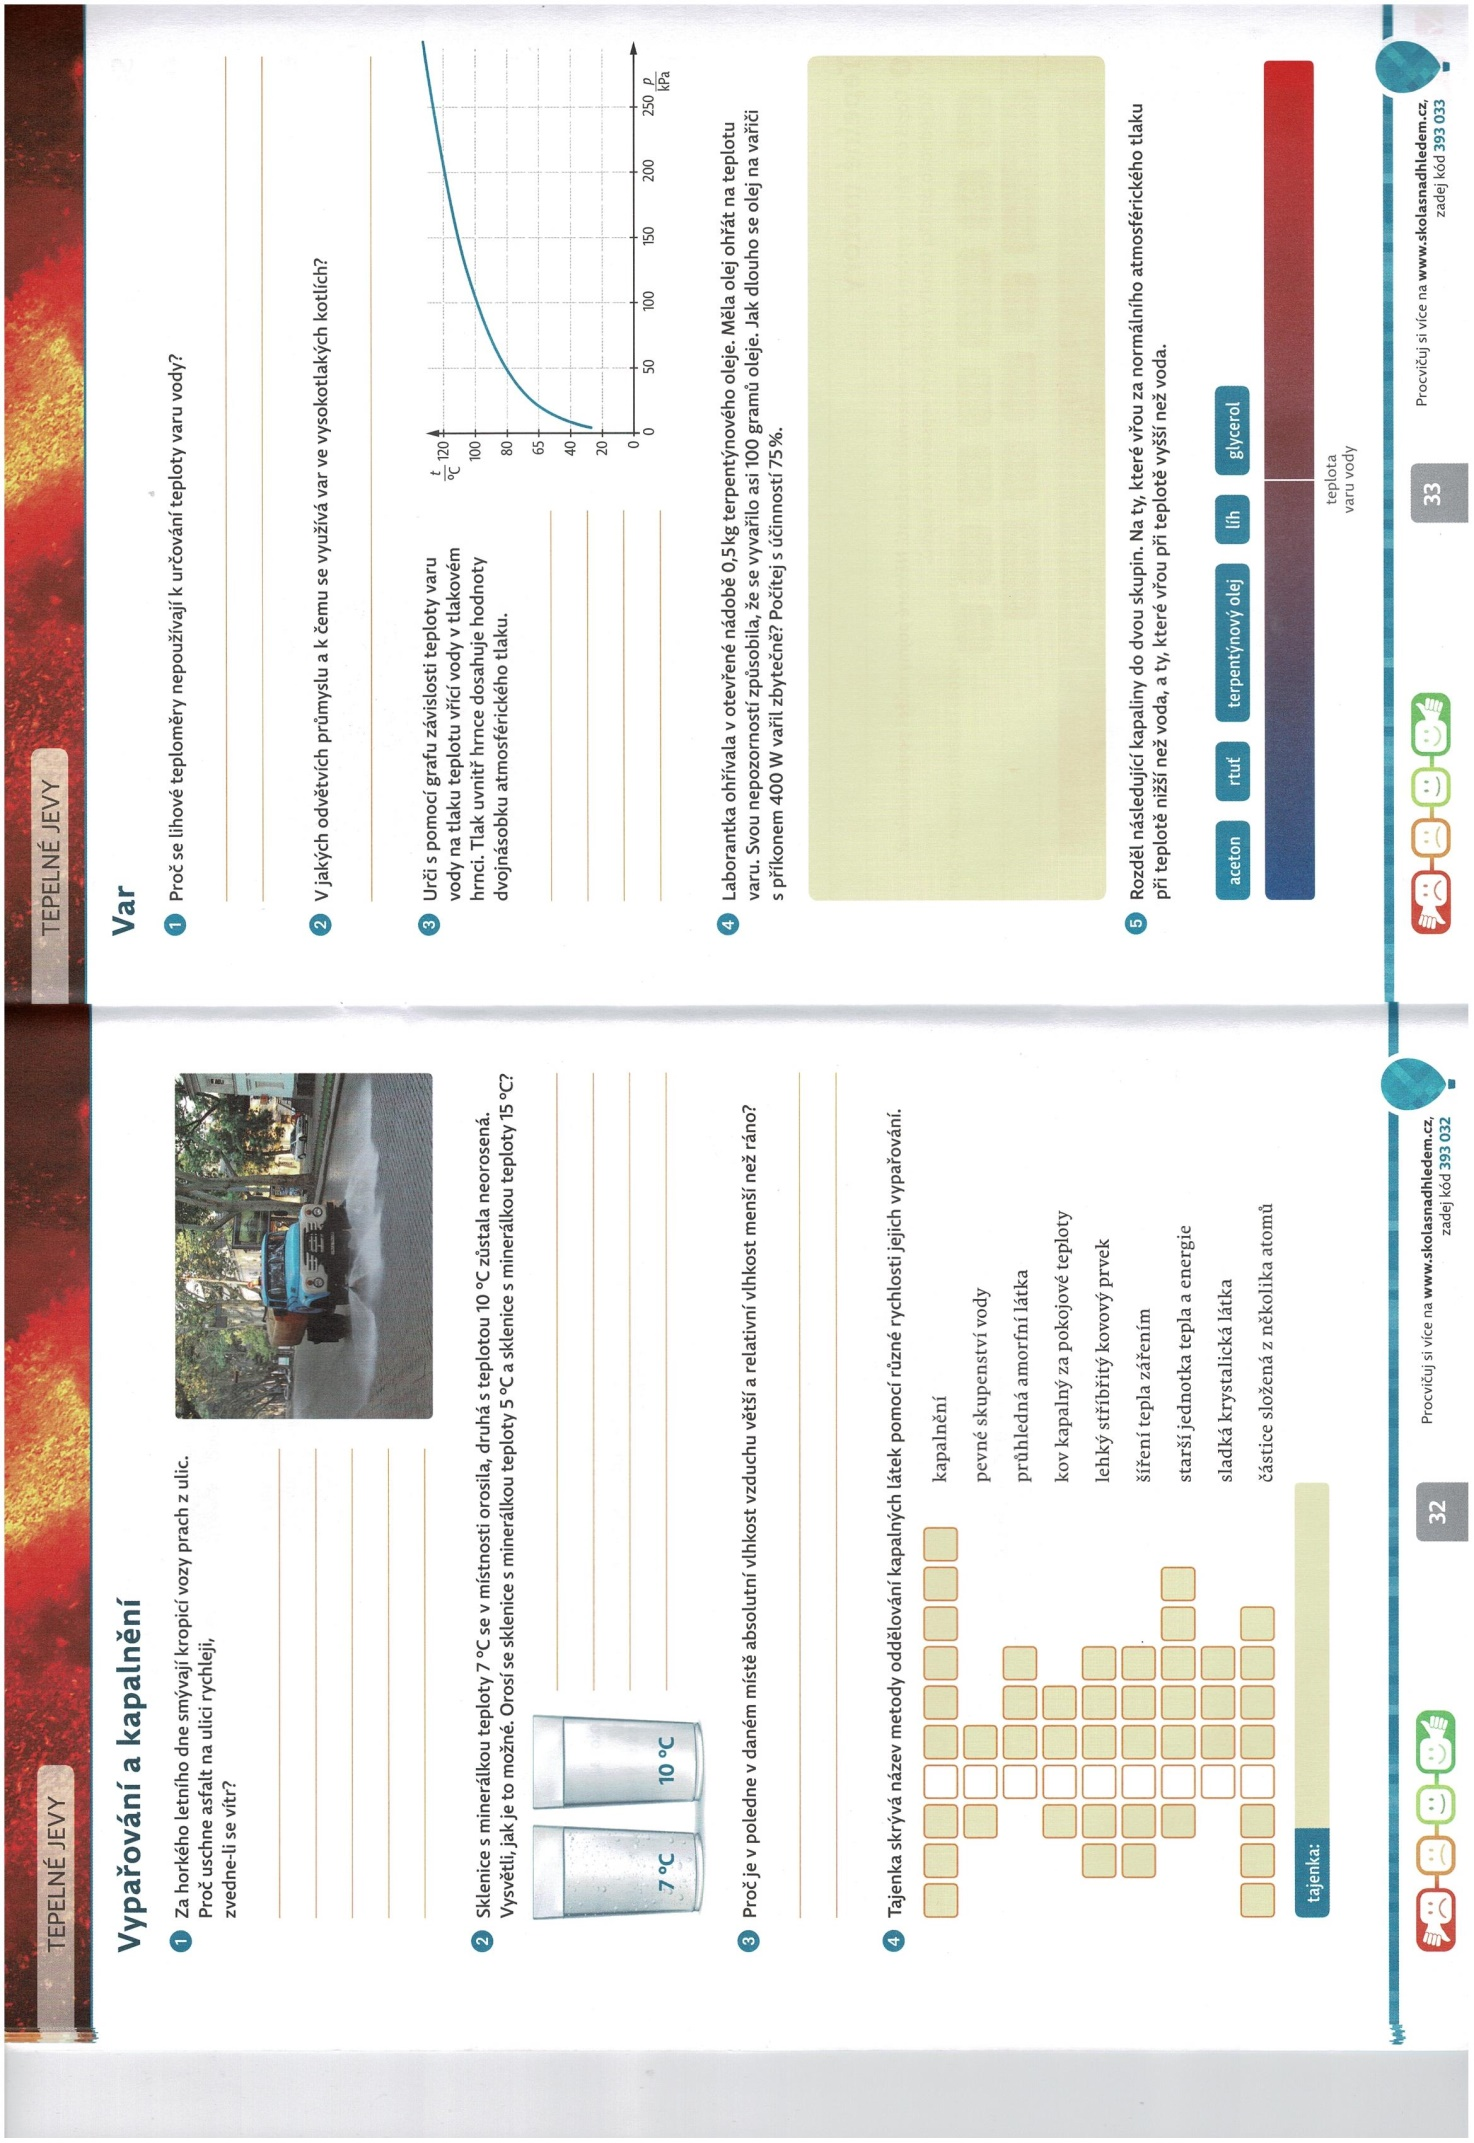 TEPELNÉ JEVY
Vypařování a kapalnění
1 Za horkého letního dne smývají kropicí vozy prach z ulic.
Proč uschne asfalt na ulici rychleji,
zvedne-li se vítr?
2 Sklenice s minerálkou teploty 7 °C se v místnosti orosila, druhá s teplotou 10 °C zůstala neorosená.
Vysvětli, jak je to možné. Orosí se sklenice s minerálkou teploty 5 °C a sklenice s minerálkou teploty 15 °C?
7 °C
10 °C
3 Proč je v poledne v daném místě absolutní vlhkost vzduchu větší a relativní vlhkost menší než ráno?
4 Tajenka skrývá název metody oddělování kapalných látek pomocí různé rychlosti jejich vypařování.
kapalnění
pevné skupenství vody
průhledná amorfní látka
kov kapalný za pokojové teploty
lehký stříbřitý kovový prvek
šíření tepla zářením
starší jednotka tepla a energie
sladká krystalická látka
částice složená z několika atomů
tajenka:
32
Procvičuj si více na www.skolasnadhledem.cz,
zadej kód 393 032
TEPELNÉ JEVY
Var
1 Proč se lihové teploměry nepoužívají k určování teploty varu vody?
2 V jakých odvětvích průmyslu a k čemu se využívá var ve vysokotlakých kotlích?
3 Urči s pomocí grafu závislosti teploty varu
vody na tlaku teplotu vřící vody v tlakovém
hrnci. Tlak uvnitř hrnce dosahuje hodnoty
dvojnásobku atmosférického tlaku.
t
°C
120
100
80
65
40
20
0
0 50 100 150 200 250
p
kPa
4 Laborantka ohřívala v otevřené nádobě 0,5 kg terpentýnového oleje. Měla olej ohřát na teplotu
varu. Svou nepozorností způsobila, že se vyvařilo asi 100 gramů oleje. Jak dlouho se olej na vařiči
s příkonem 400 W vařil zbytečně? Počítej s účinností 75 %.
5 Rozděl následující kapaliny do dvou skupin. Na ty, které vřou za normálního atmosférického tlaku
při teplotě nižší než voda, a ty, které vřou při teplotě vyšší než voda.
aceton rtuť terpentýnový olej líh glycerol
teplota
varu vody
33
Procvičuj si více na www.skolasnadhledem.cz,
zadej kód 393 033